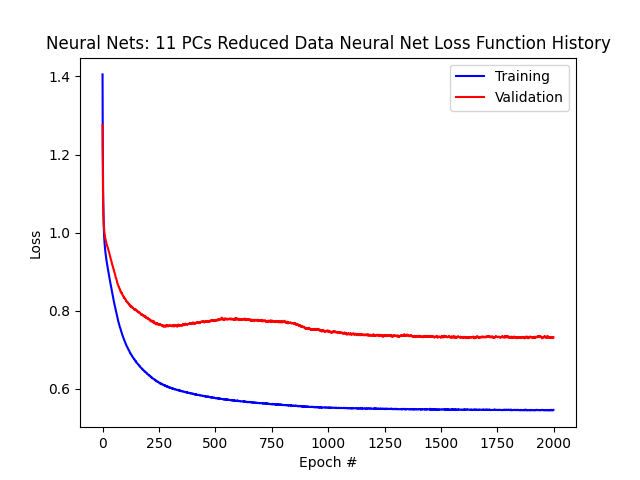 Neural Nets: 11 PCs Reduced Data Neural Net Loss Function History
Training
Validation
1.4
1.2
1.0
0.8
0.6
Loss
0 250 500 750 1000 1250 1500 1750 2000
Epoch #